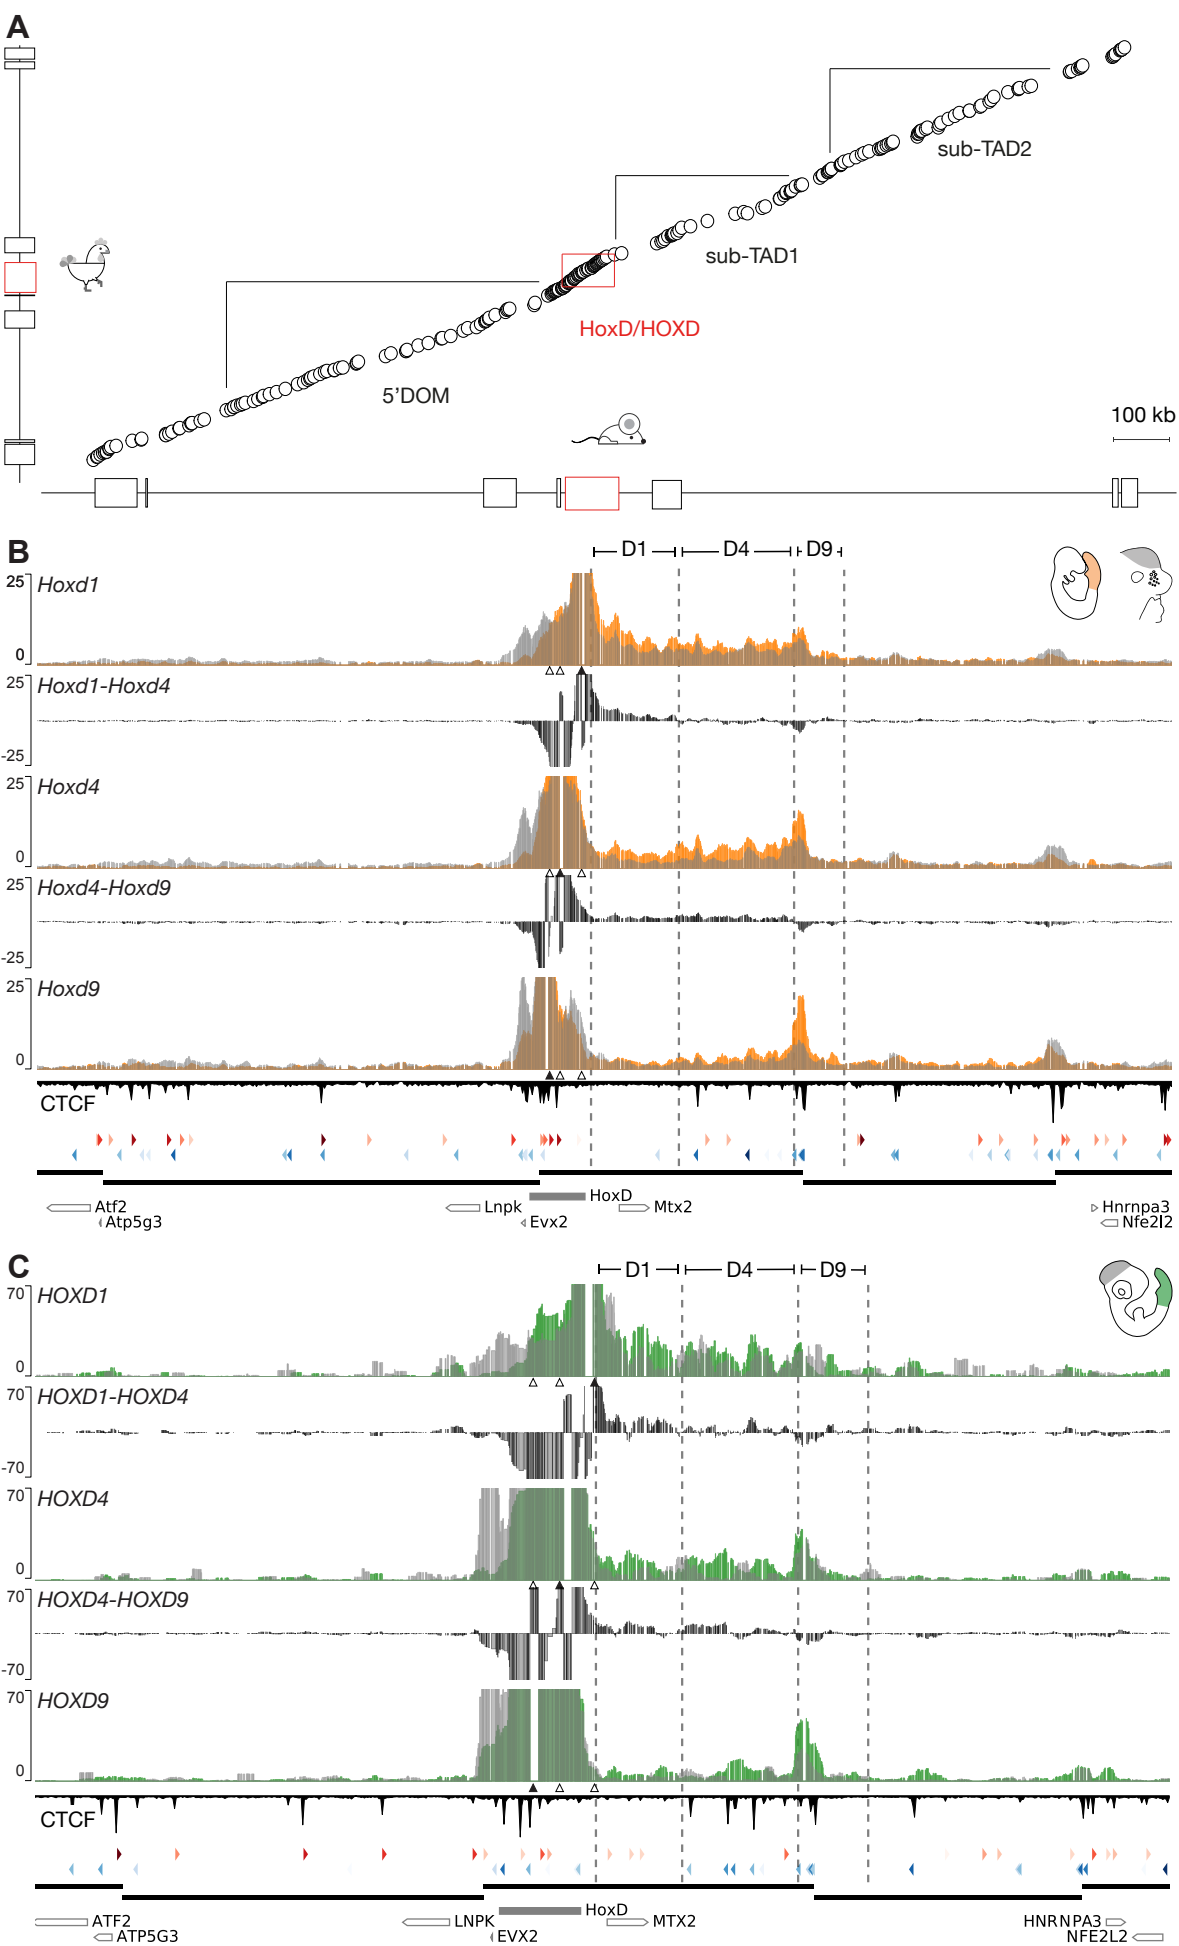 A
sub-TAD2
sub-TAD1
HoxD/HOXD
5'DOM
100 kb
B
D1
D4
D9
25
Hoxd1
0
25
Hoxd1-Hoxd4
-25
25
Hoxd4
0
25
Hoxd4-Hoxd9
-25
25
Hoxd9
0
CTCF
HoxD
Atf2
Lnpk
Mtx2
Hnrnpa3
Atp5g3
Evx2
Nfe2l2
C
D1
D4
D9
70
HOXD1
0
70
HOXD1-HOXD4
-70
70
HOXD4
0
70
HOXD4-HOXD9
-70
70
HOXD9
0
CTCF
HoxD
ATF2
LNPK
MTX2
HNRNPA3
ATP5G3
EVX2
NFE2L2